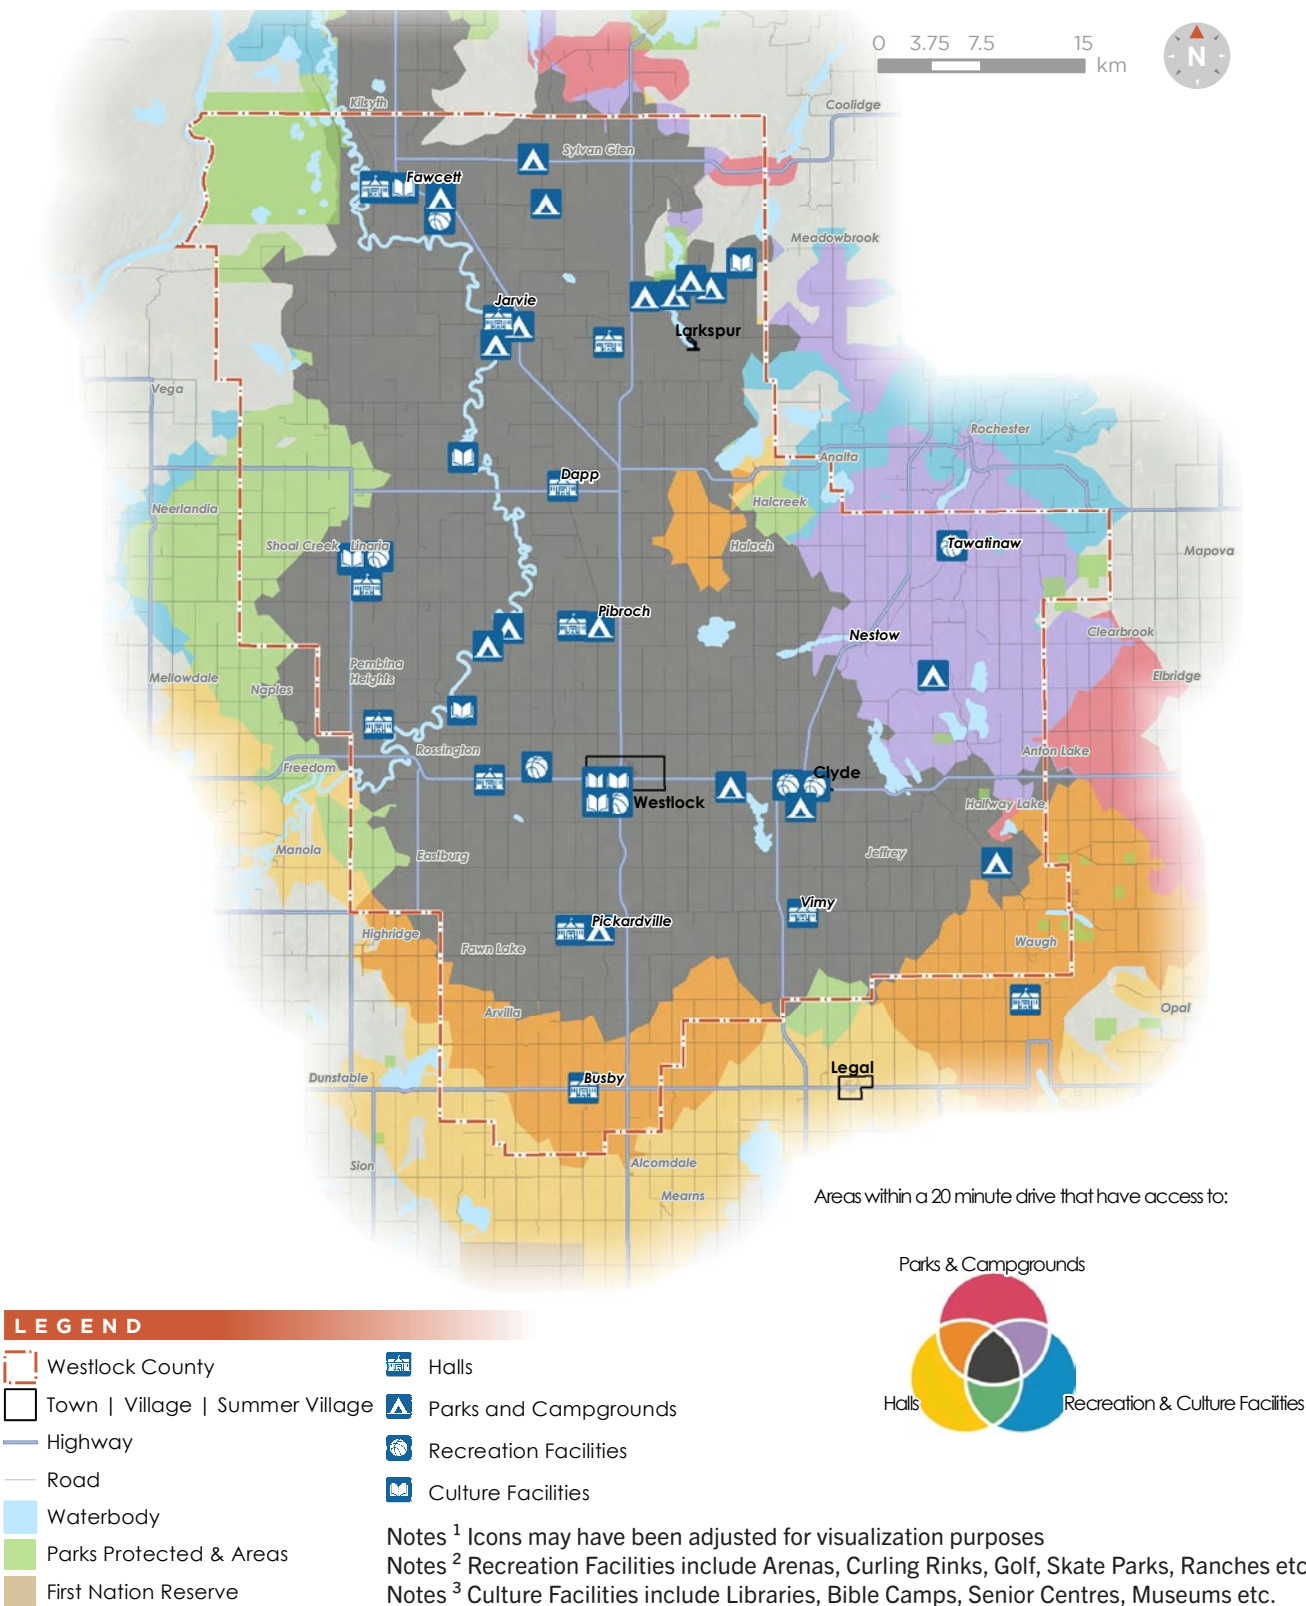 0 3.75 7.5 15
km
N
Kilsyth
Coolidge
Sylvan Glen
Fawcett
Meadowbrook
Jarvie
Larkspur
Vega
Rochester
Analta
Dapp
Halcreek
Neerlandia
Shoal Creek Linaria
Halach
Tawatinaw
Mapova
Pibroch
Nestow
Clearbrook
Pembina
Heights
Mellowdale
Naples
Elbridge
Rossington
Anton Lake
Freedom
Clyde
Westlock
Halfway Lake
Manola
Eastburg
Jeffrey
Vimy
Pickardville
Highridge
Fawn Lake
Waugh
Arvilla
Opal
Legal
Dunstable
Busby
Sion
Alcomdale
Mearns
Areas within a 20 minute drive that have access to:
Parks & Campgrounds
Halls
Recreation & Culture Facilities
LEGEND
Westlock County
Town | Village | Summer Village
Highway
Road
Waterbody
Parks Protected & Areas
First Nation Reserve
Halls
Parks and Campgrounds
Recreation Facilities
Culture Facilities
Notes 1 Icons may have been adjusted for visualization purposes
Notes 2 Recreation Facilities include Arenas, Curling Rinks, Golf, Skate Parks, Ranches etc
Notes 3 Culture Facilities include Libraries, Bible Camps, Senior Centres, Museums etc.